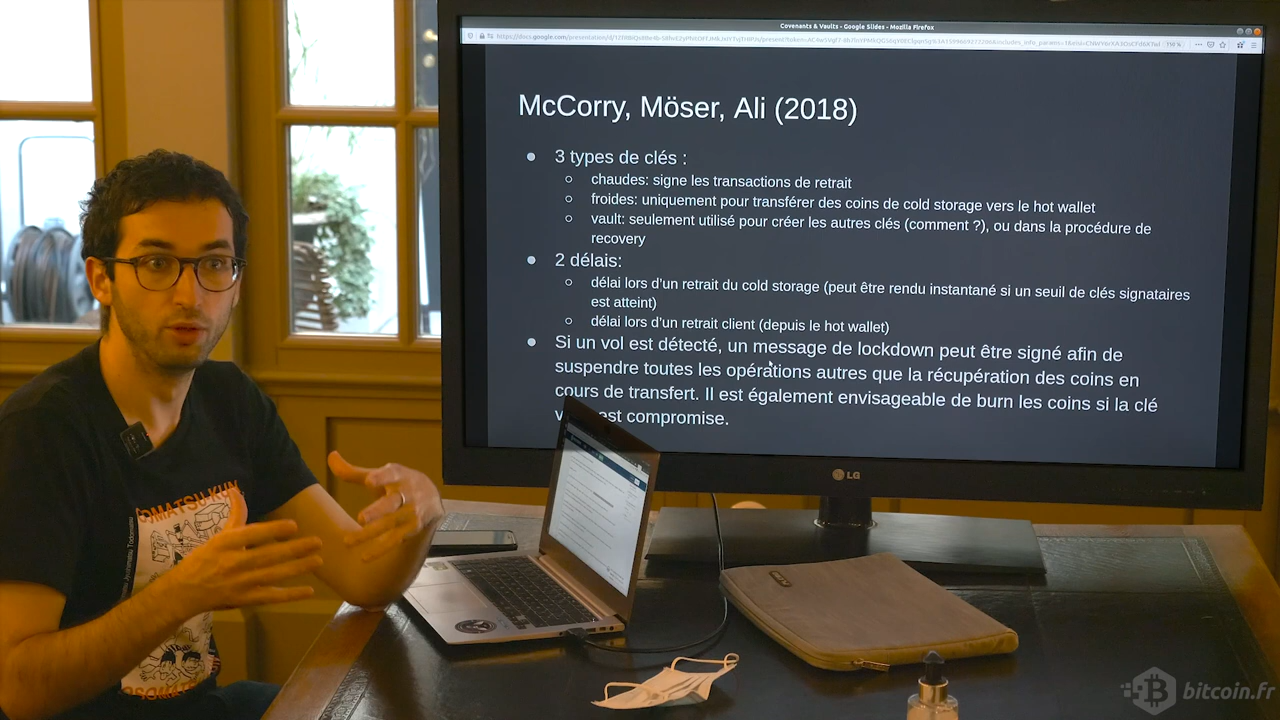 Covenants & Vaults - Google Slides - Mozilla Firefox
McCorry, Möser, Ali (2018)
3 types de clés :
chaudes: signe les transactions de retrait
froides: uniquement pour transférer des coins de cold storage vers le hot wallet
vault: seulement utilisé pour créer les autres clés (comment ?), ou dans la procédure de
recovery
2 délais:
délai lors d'un retrait du cold storage (peut être rendu instantané si un seuil de clés signataires
est atteint)
délai lors d'un retrait client (depuis le hot wallet)
Si un vol est détecté, un message de lockdown peut être signé afin de
suspendre toutes les opérations autres que la récupération des coins en
cours de transfert. Il est également envisageable de burn les coins si la clé
est compromise.
LG
bitcoin.fr